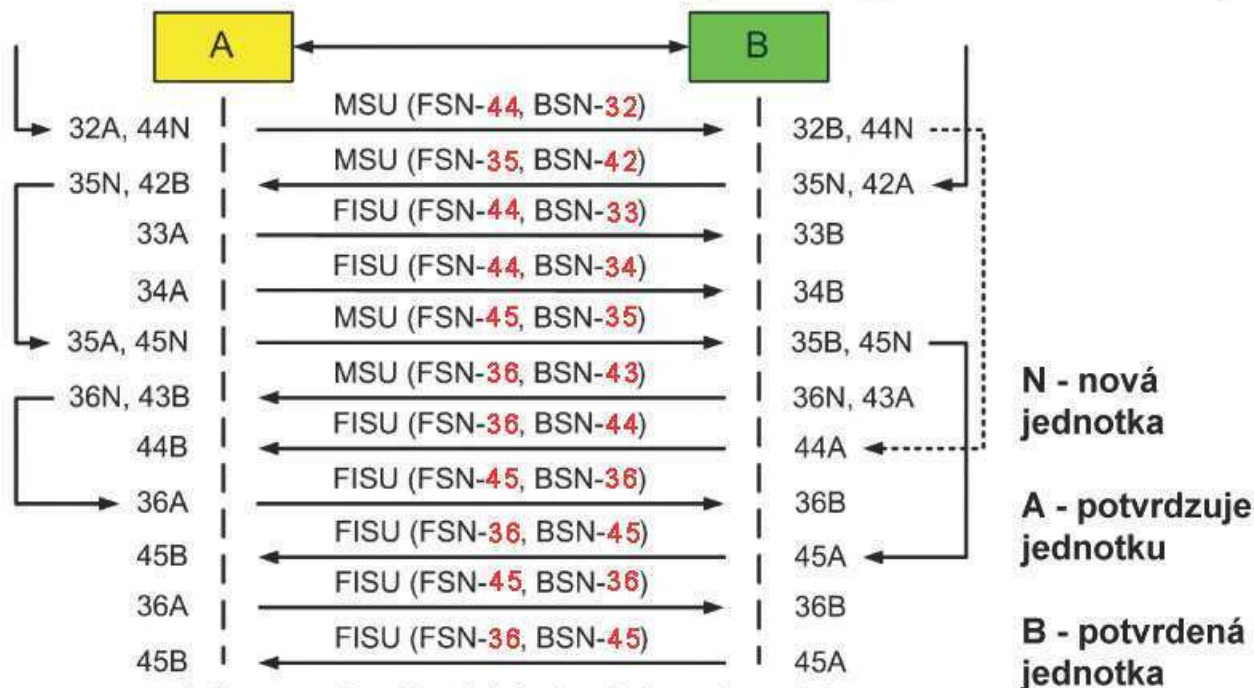 A
B
32A, 44N
MSU (FSN-44, BSN-32)
32B, 44N
35N, 42B
MSU (FSN-35, BSN-42)
35N, 42A
33A
FISU (FSN-44, BSN-33)
33B
34A
FISU (FSN-44, BSN-34)
34B
35A, 45N
MSU (FSN-45, BSN-35)
35B, 45N
36N, 43B
MSU (FSN-36, BSN-43)
36N, 43A
44B
FISU (FSN-36, BSN-44)
44A
36A
FISU (FSN-45, BSN-36)
36B
45B
FISU (FSN-36, BSN-45)
45A
36A
FISU (FSN-45, BSN-36)
36B
45B
FISU (FSN-36, BSN-45)
45A
N - nová
jednotka
A - potvrdzuje
jednotku
B - potvrdená
jednotka